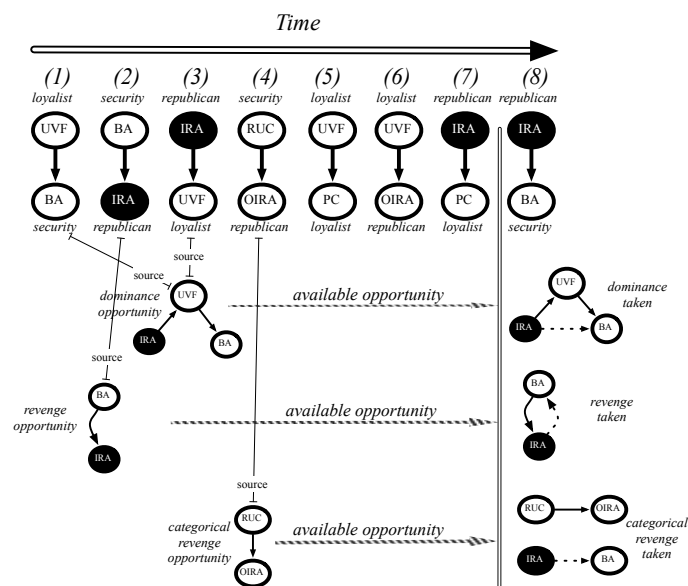 Time
(1) (2) (3) (4) (5) (6) (7) (8)
loyalist security republican security loyalist loyalist republican republican
UVF BA IRA RUC UVF UVF IRA IRA
BA IRA UVF OIRA PC OIRA PC BA
security republican loyalist republican loyalist republican loyalist security
source
source
dominance
opportunity
UVF
IRA
BA
available opportunity
UVF
IRA
BA
dominance
taken
source
BA
revenge
opportunity
IRA
available opportunity
BA
IRA
revenge
taken
source
RUC
categorical
revenge
opportunity
OIRA
available opportunity
RUC
OIRA
categorical
revenge
taken
IRA
BA